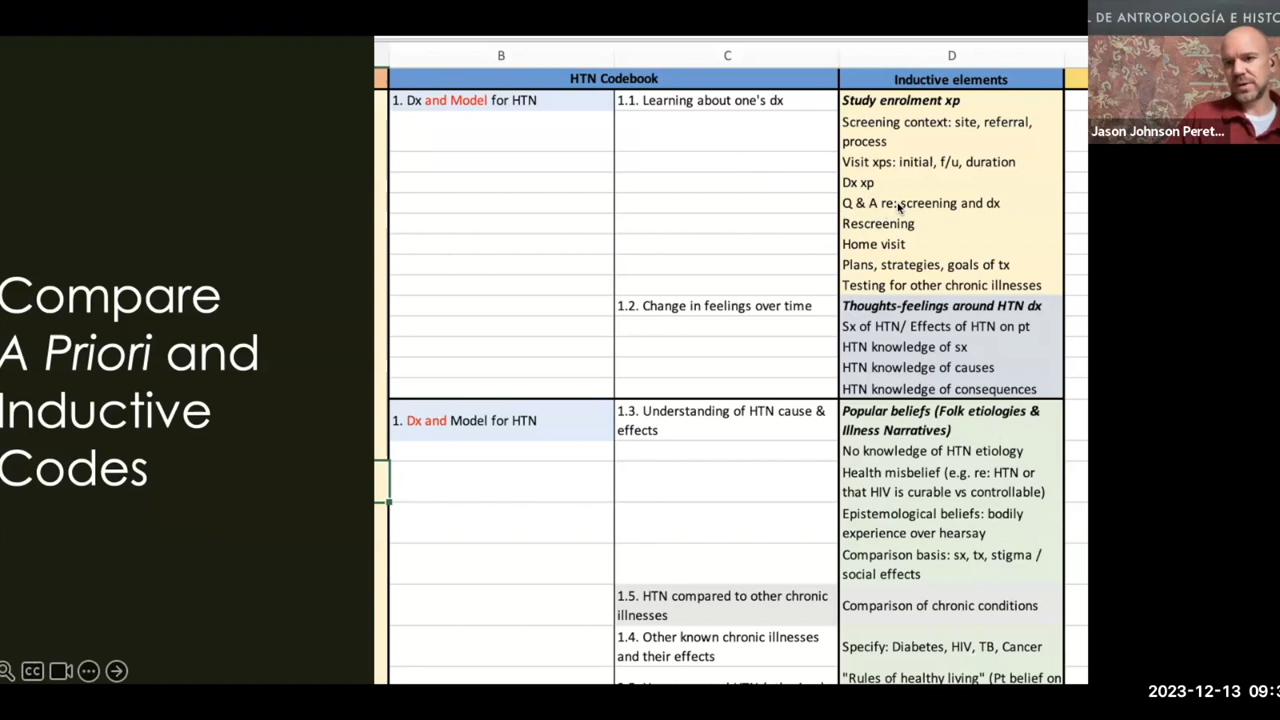 DE ANTROPOLOGÍA E HISTO
Jason Johnson Peret...
Compare
A Priori and
Inductive
Codes
B
C
D
HTN Codebook
Inductive elements
1. Dx and Model for HTN
1.1. Learning about one's dx
Study enrolment xp
Screening context: site, referral,
process
Visit xps: initial, f/u, duration
Dx xp
Q & A re: screening and dx
Rescreening
Home visit
Plans, strategies, goals of tx
Testing for other chronic illnesses
1.2. Change in feelings over time
Thoughts-feelings around HTN dx
Sx of HTN/ Effects of HTN on pt
HTN knowledge of sx
HTN knowledge of causes
HTN knowledge of consequences
1. Dx and Model for HTN
1.3. Understanding of HTN cause &
effects
Popular beliefs (Folk etiologies &
Illness Narratives)
No knowledge of HTN etiology
Health misbelief (e.g. re: HTN or
that HIV is curable vs controllable)
Epistemological beliefs: bodily
experience over hearsay
Comparison basis: sx, tx, stigma /
social effects
1.5. HTN compared to other chronic
illnesses
Comparison of chronic conditions
1.4. Other known chronic illnesses
and their effects
Specify: Diabetes, HIV, TB, Cancer
"Rules of healthy living" (Pt belief on
CC
2023-12-13 09:3